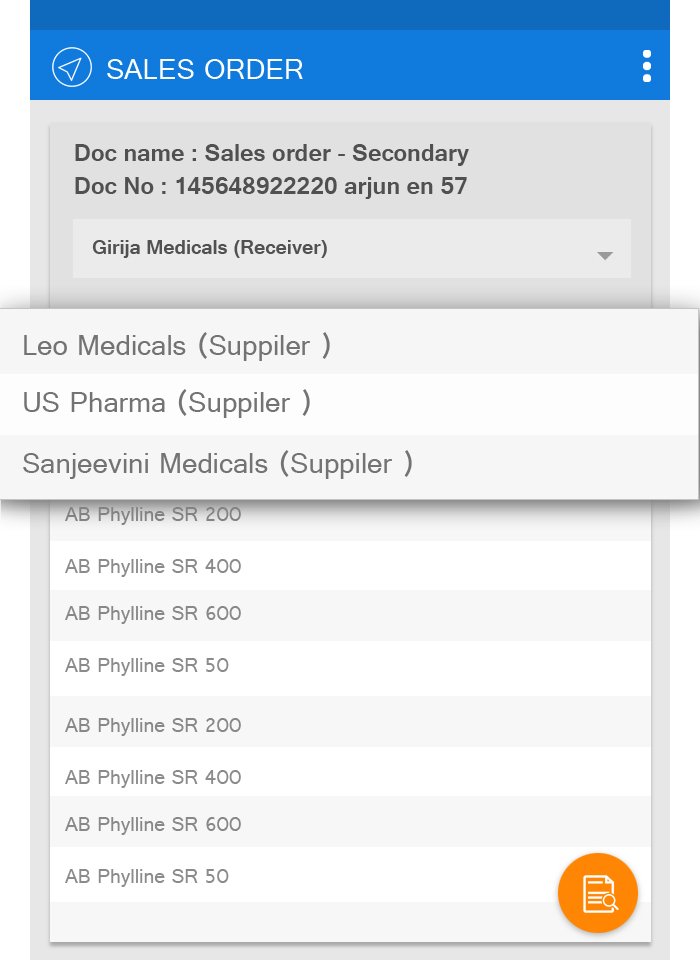 SALES ORDER
Doc name : Sales order - Secondary
Doc No : 145648922220 arjun en 57
Girija Medicals (Receiver)
Leo Medicals (Suppiler )
US Pharma (Suppiler )
Sanjeevini Medicals (Suppiler )
AB Phylline SR 200
AB Phylline SR 400
AB Phylline SR 600
AB Phylline SR 50
AB Phylline SR 200
AB Phylline SR 400
AB Phylline SR 600
AB Phylline SR 50